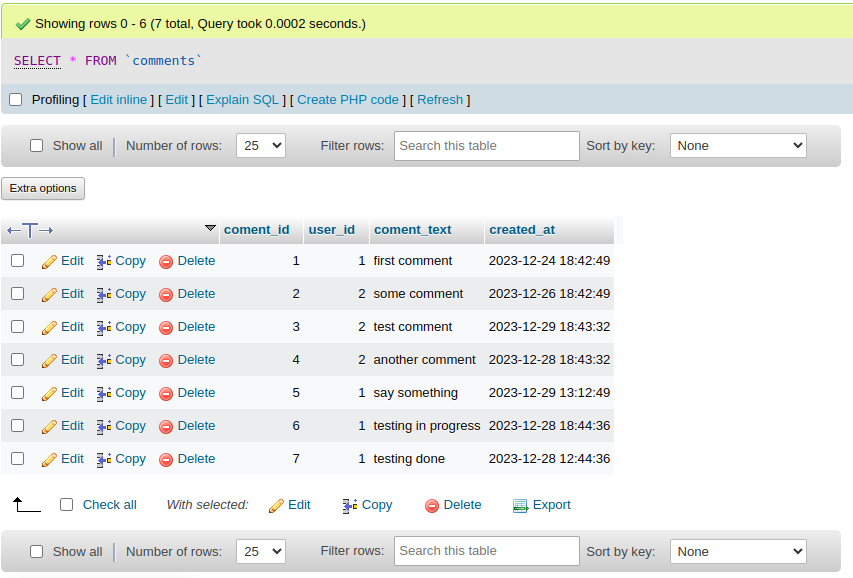 Showing rows 0 - 6 (7 total, Query took 0.0002 seconds.)
SELECT * FROM `comments`
Profiling [ Edit inline ] [ Edit ] [ Explain SQL ] [ Create PHP code ] [ Refresh ]
Show all Number of rows: 25 Filter rows: Search this table Sort by key: None
Extra options
←T→ coment_id user_id coment_text created_at
Edit Copy Delete 1 1 first comment 2023-12-24 18:42:49
Edit Copy Delete 2 2 some comment 2023-12-26 18:42:49
Edit Copy Delete 3 2 test comment 2023-12-29 18:43:32
Edit Copy Delete 4 2 another comment 2023-12-28 18:43:32
Edit Copy Delete 5 1 say something 2023-12-29 13:12:49
Edit Copy Delete 6 1 testing in progress 2023-12-28 18:44:36
Edit Copy Delete 7 1 testing done 2023-12-28 12:44:36
Check all With selected: Edit Copy Delete Export
Show all Number of rows: 25 Filter rows: Search this table Sort by key: None